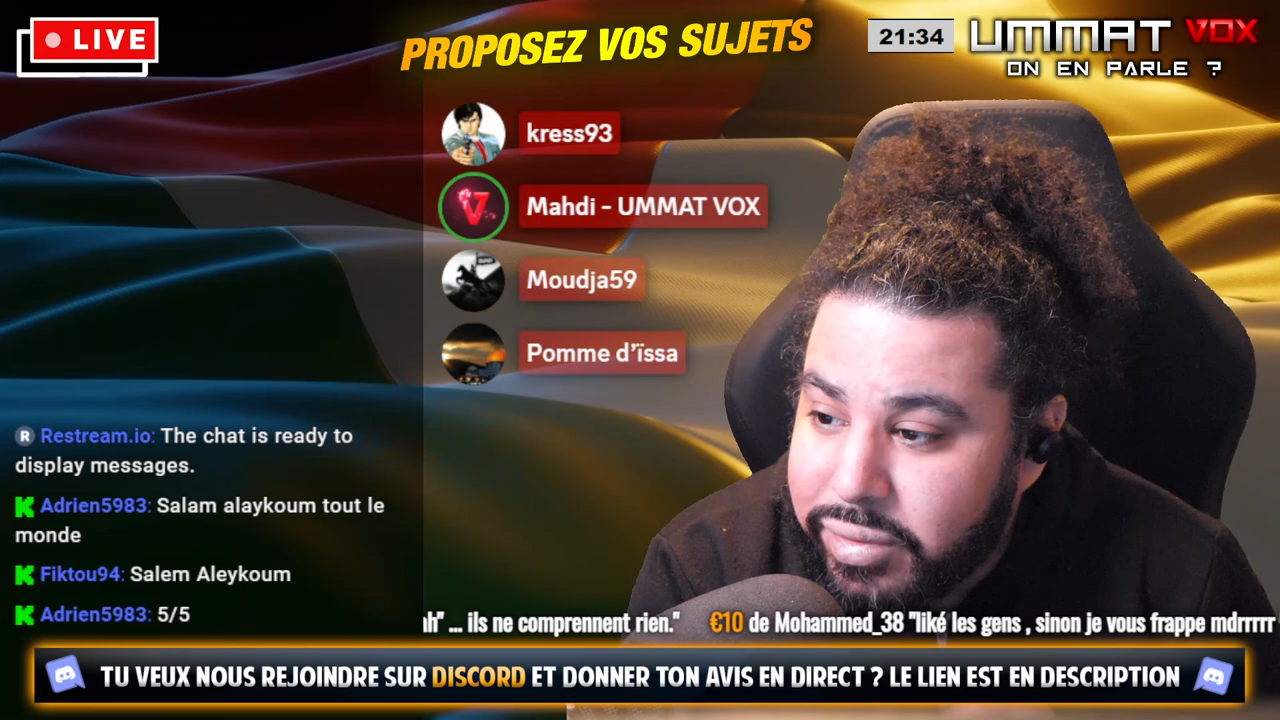 LIVE
PROPOSEZ VOS SUJETS
21:34
UMMAT VOX
ON EN PARLE ?
kress93
Mahdi - UMMAT VOX
Moudja59
Pomme d'ïssa
R Restream.io: The chat is ready to
display messages.
Adrien5983: Salam alaykoum tout le
monde
Fiktou94: Salem Aleykoum
Adrien5983: 5/5
ah" ... ils ne comprennent rien." €10 de Mohammed_38 "liké les gens , sinon je vous frappe mdrrrr
TU VEUX NOUS REJOINDRE SUR DISCORD ET DONNER TON AVIS EN DIRECT ? LE LIEN EST EN DESCRIPTION